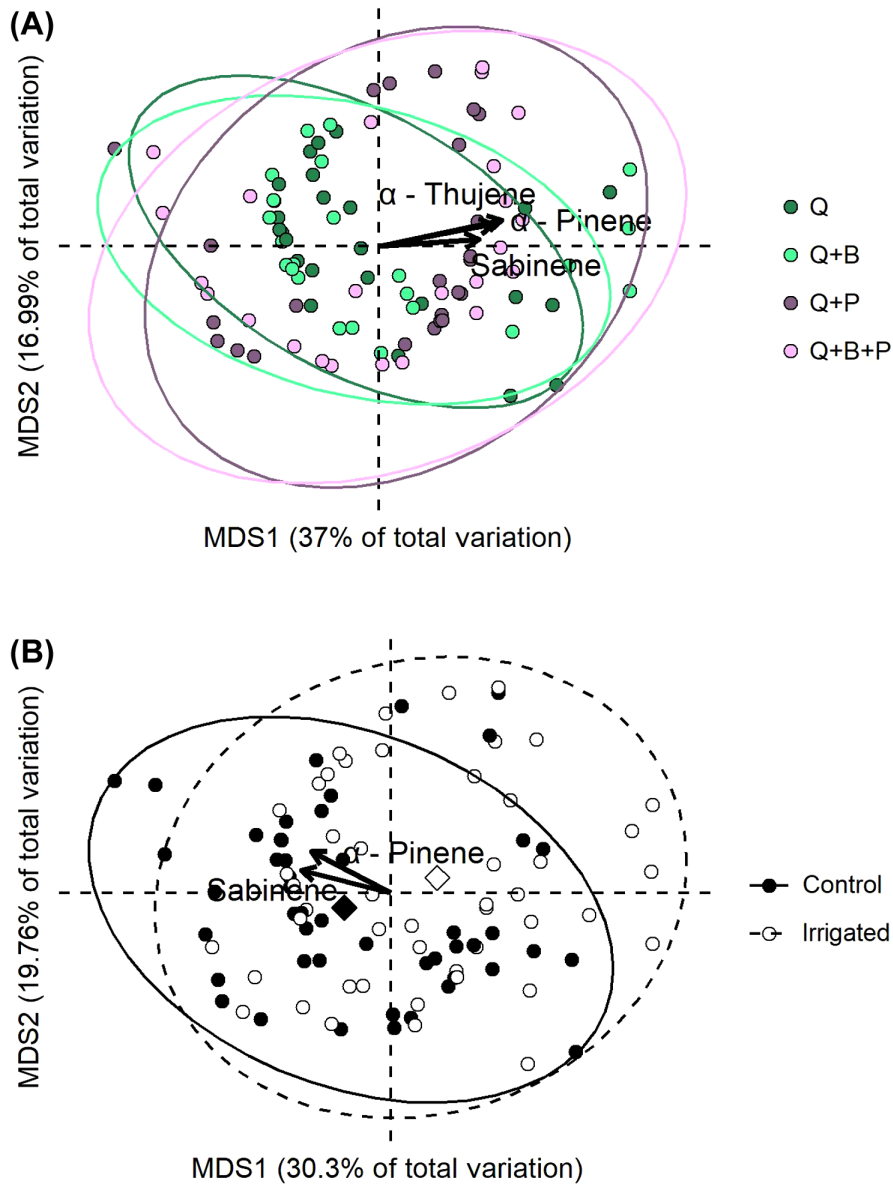 (A)
MDS2 (16.99% of total variation)
α - Thujene
α - Pinene
Sabinene
Q
Q+B
Q+P
Q+B+P
MDS1 (37% of total variation)
(B)
MDS2 (19.76% of total variation)
α - Pinene
Sabinene
Control
Irrigated
MDS1 (30.3% of total variation)